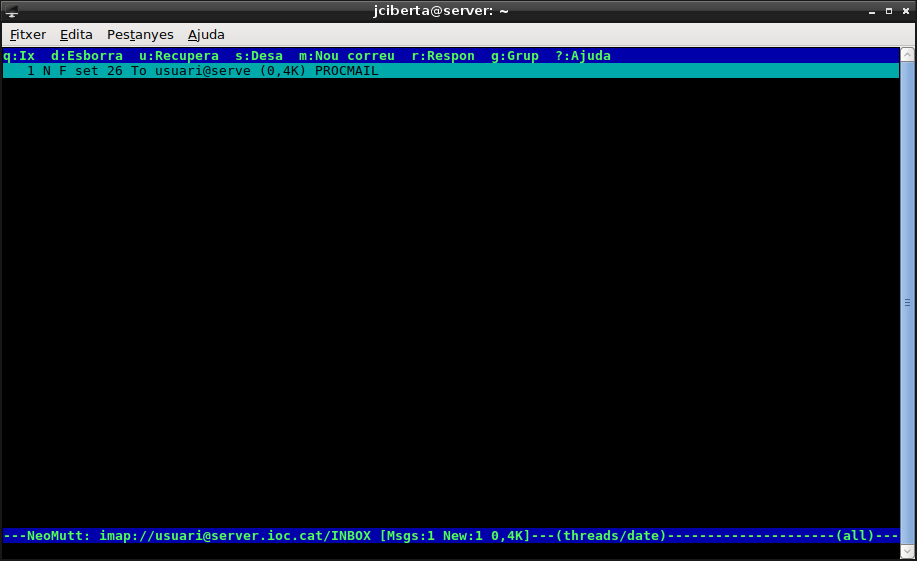 jciberta@server: ~
Fitxer Edita Pestanyes Ajuda
q:Ix d:Esborra u:Recupera s:Desa m:Nou correu r:Respon g:Grup ?:Ajuda
1 N F set 26 To usuari@serve (0,4K) PROCMAIL
---NeoMutt: imap://usuari@server.ioc.cat/INBOX [Msgs:1 New:1 0,4K]---(threads/date)---------------------(all)---